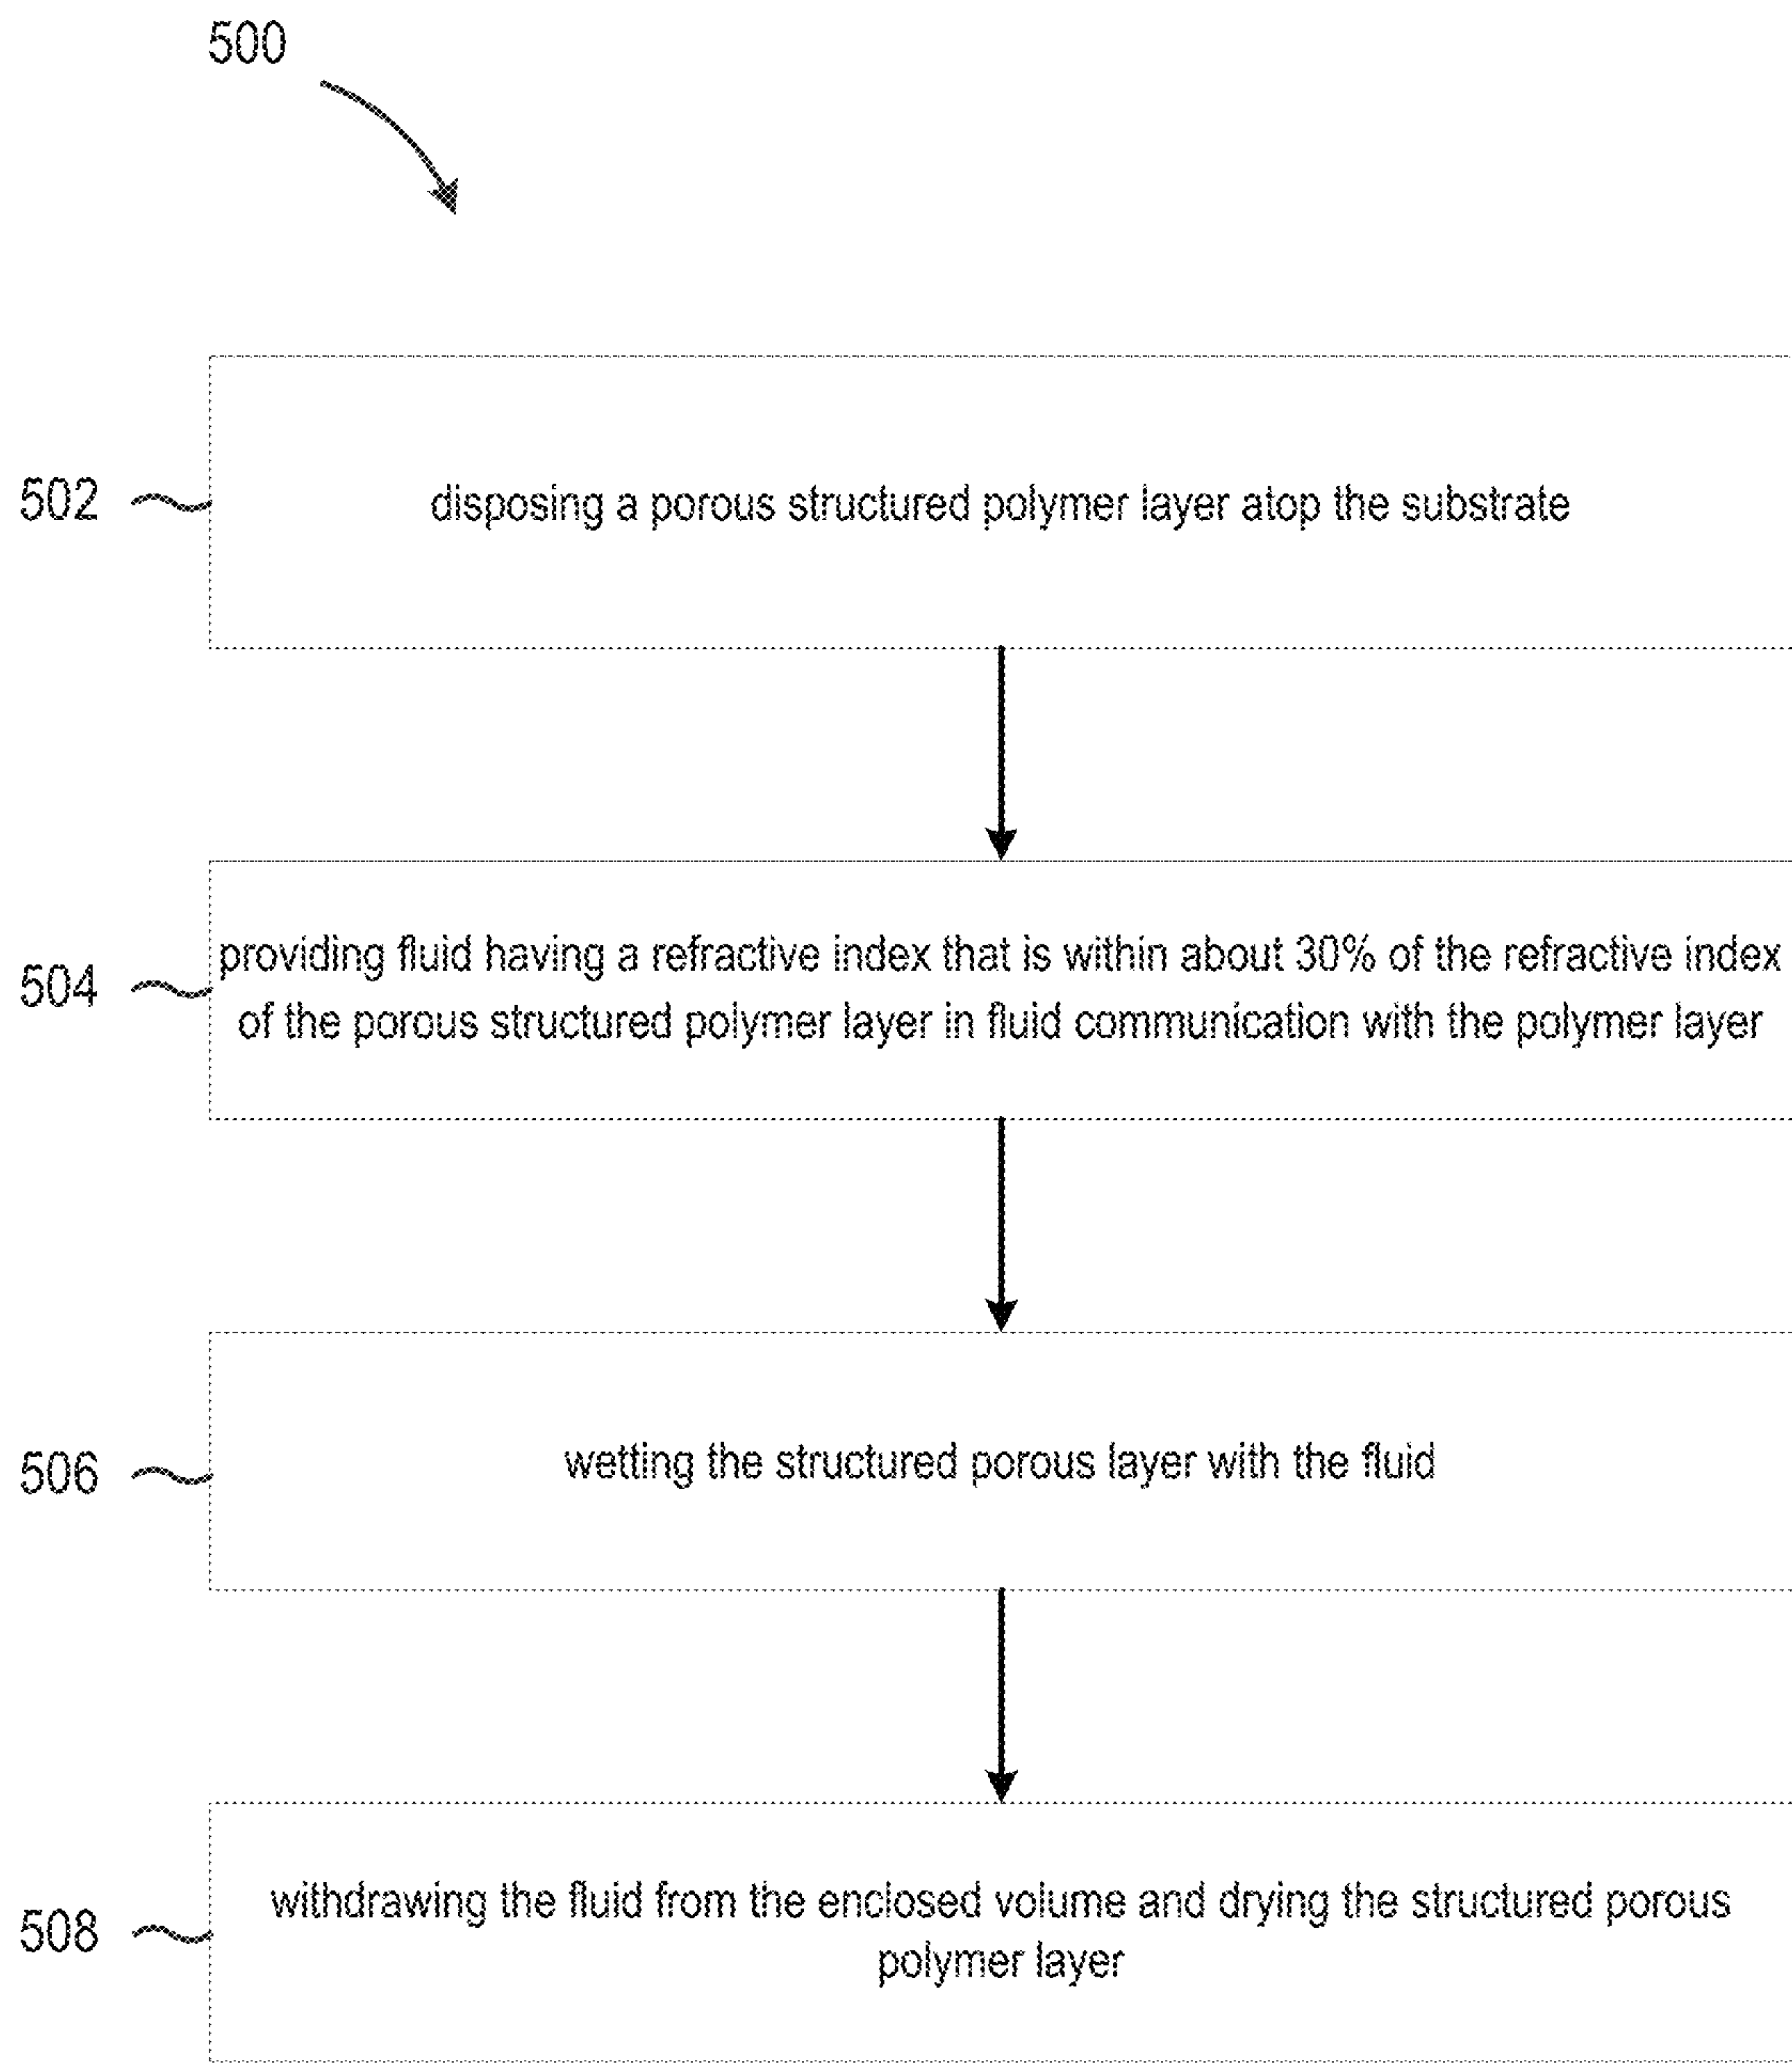 500
502
disposing a porous structured polymer layer atop the substrate
504
providing fluid having a refractive index that is within about 30% of the refractive index
of the porous structured polymer layer in fluid communication with the polymer layer
506
wetting the structured porous layer with the fluid
508
withdrawing the fluid from the enclosed volume and drying the structured porous
polymer layer